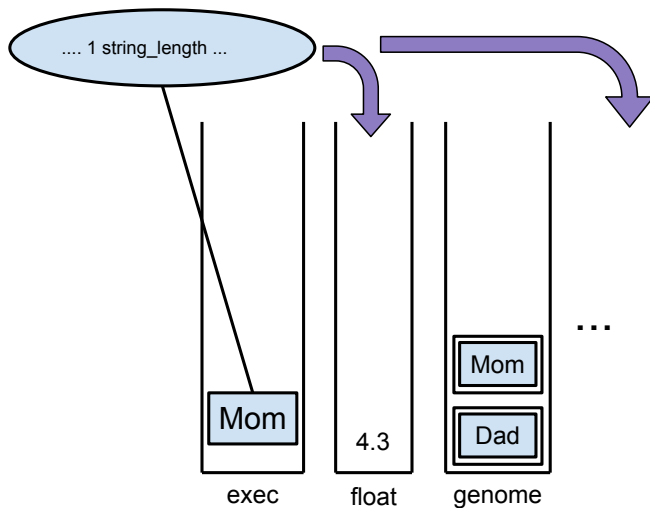 .... 1 string_length ...
...
Mom
Mom
Dad
4.3
exec
float
genome